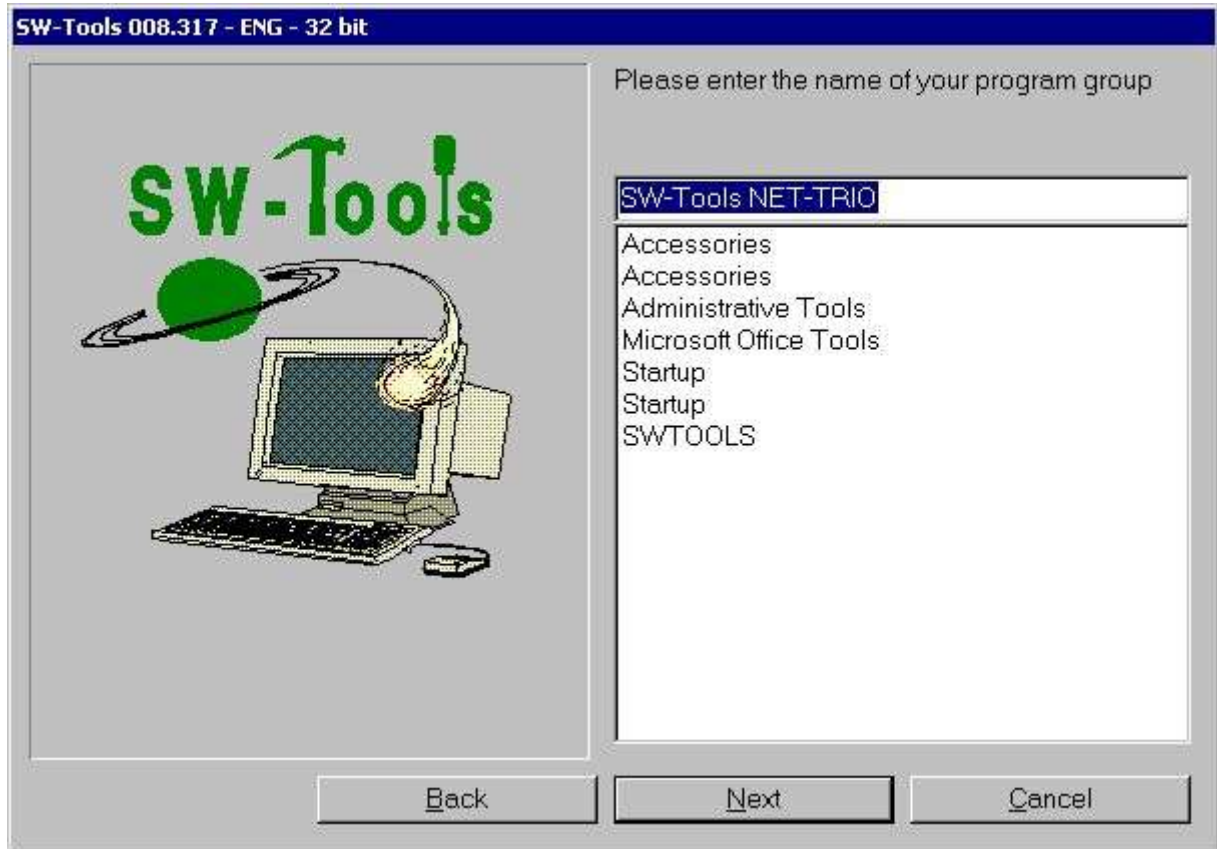 SW-Tools 008.317 - ENG - 32 bit
SW-Tools
Please enter the name of your program group
SW-Tools NET-TRIO
Accessories
Accessories
Administrative Tools
Microsoft Office Tools
Startup
Startup
SWTOOLS
Back
Next
Cancel